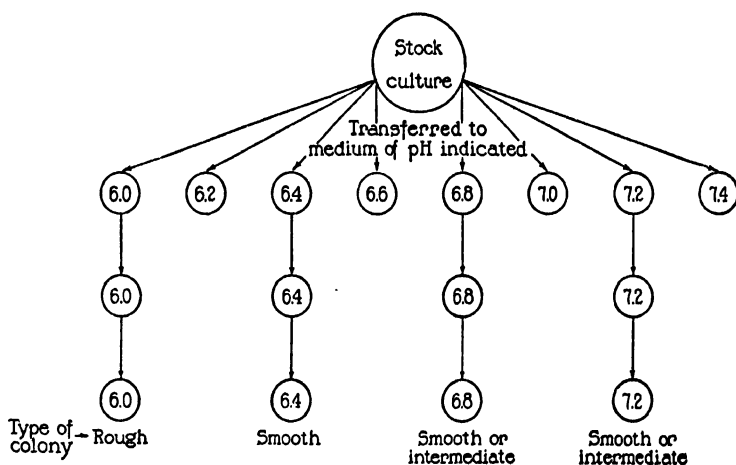 Stock
culture
Transferred to
medium of pH indicated
6.0 6.2 6.4 6.6 6.8 7.0 7.2 7.4
6.0 6.4 6.8 7.2
6.0 6.4 6.8 7.2
Type of
colony → Rough Smooth Smooth or
intermediate Smooth or
intermediate